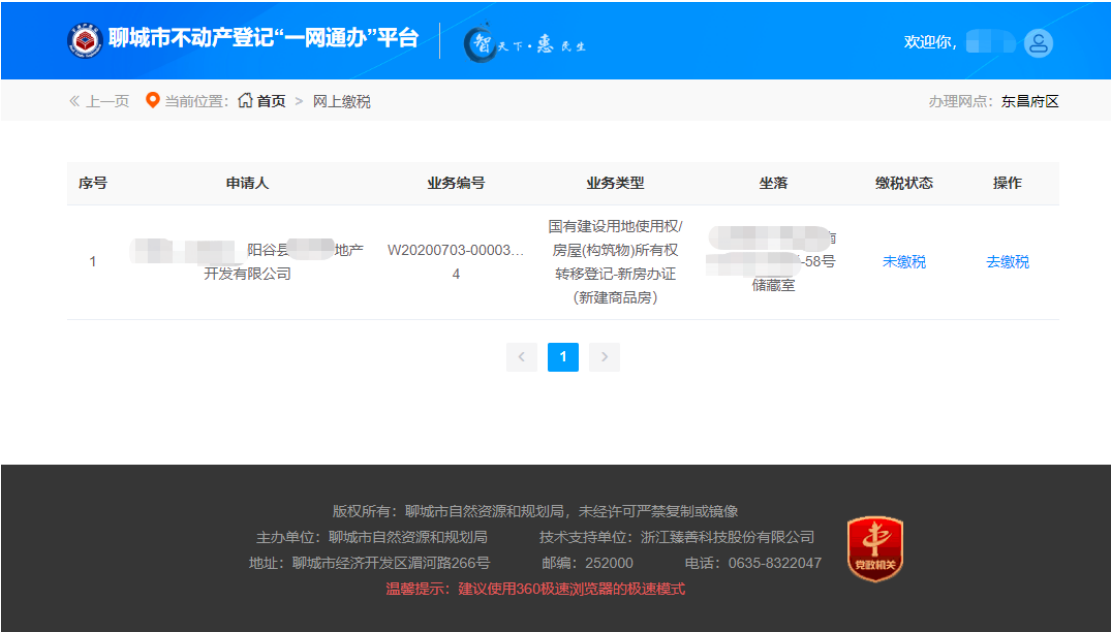 聊城市不动产登记“一网通办”平台
智天下·惠民生
欢迎你,
« 上一页 当前位置: 首页 > 网上缴税
办理网点: 东昌府区
序号 申请人 业务编号 业务类型 坐落 缴税状态 操作
国有建设用地使用权/
阳谷县 地产 W20200703-00003... 房屋(构筑物)所有权
1 -58号 未缴税 去缴税
开发有限公司 4 转移登记-新房办证
储藏室
(新建商品房)
< 1 >
版权所有: 聊城市自然资源和规划局, 未经许可严禁复制或镜像
主办单位: 聊城市自然资源和规划局 技术支持单位: 浙江臻善科技股份有限公司
地址: 聊城市经济开发区湄河路266号 邮编: 252000 电话: 0635-8322047
温馨提示: 建议使用360极速浏览器的极速模式
党政机关